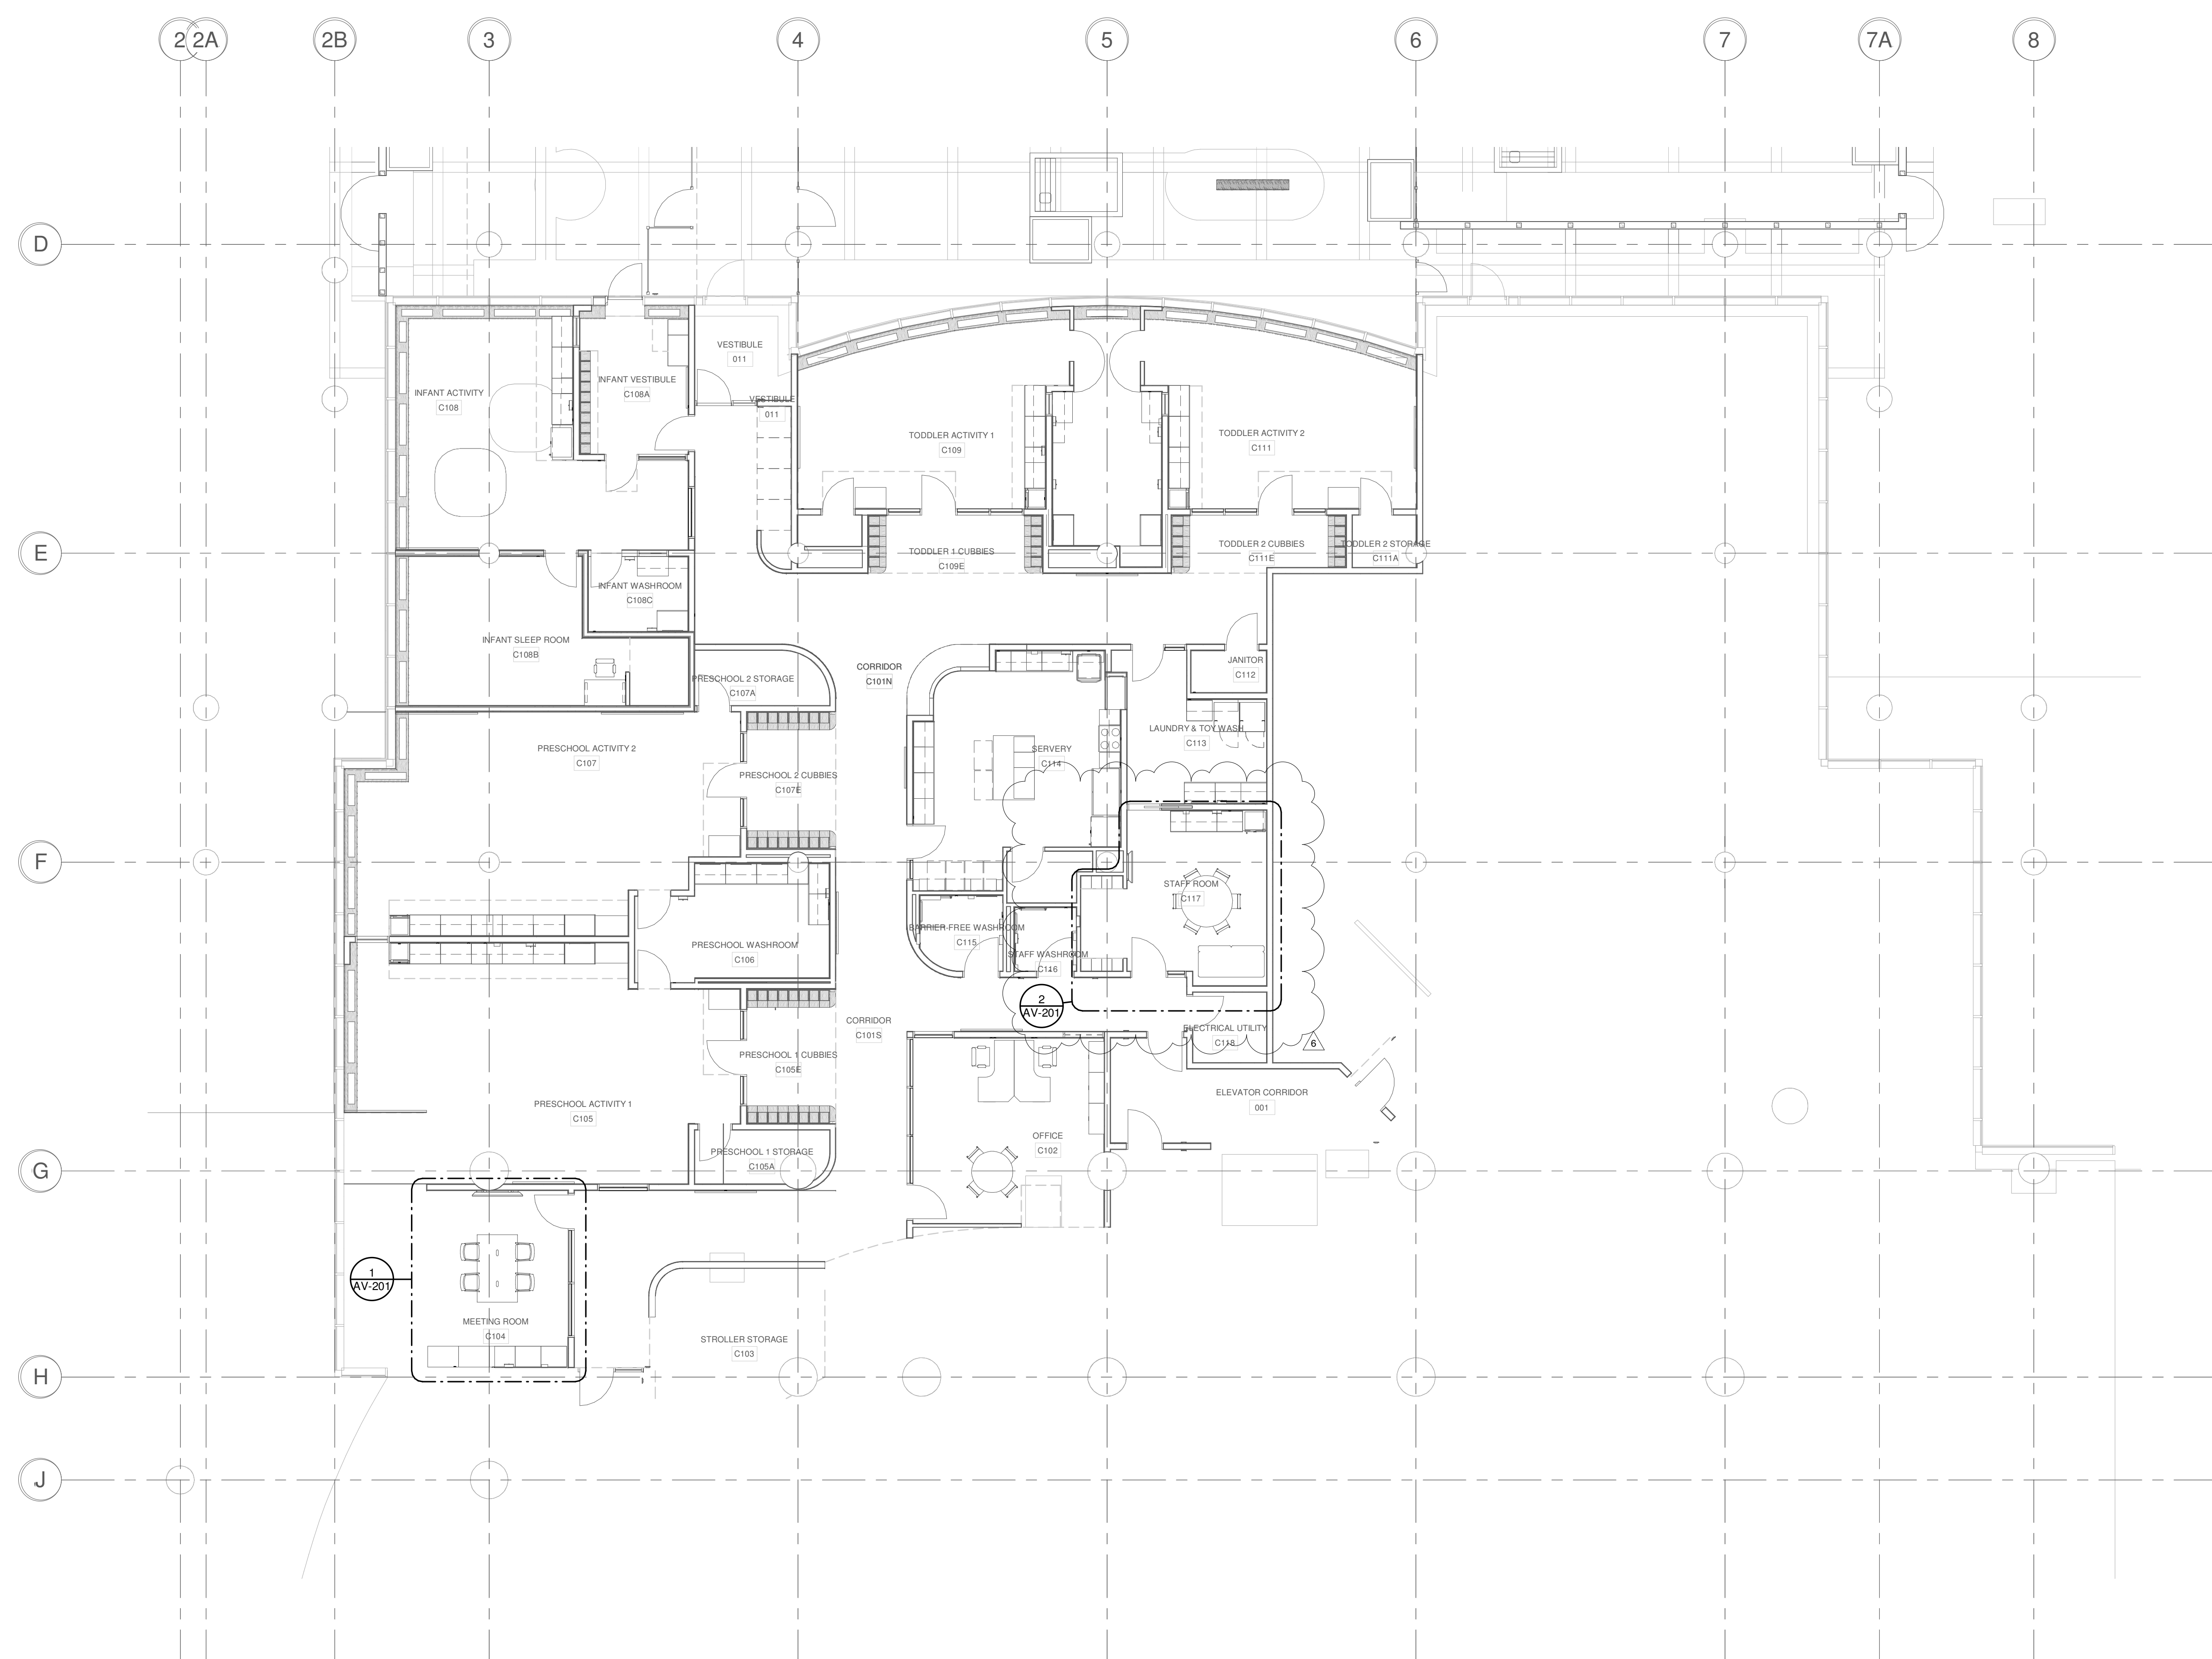 2
2A
2B
3
4
5
6
7
7A
8
D
VESTIBULE
011
INFANT VESTIBULE
C108A
INFANT ACTIVITY
C108
VESTIBULE
011
TODDLER ACTIVITY 1
C109
TODDLER ACTIVITY 2
C111
E
TODDLER 1 CUBBIES
C109E
TODDLER 2 CUBBIES
C111E
TODDLER 2 STORAGE
C111A
INFANT WASHROOM
C108C
INFANT SLEEP ROOM
C108B
CORRIDOR
C101N
JANITOR
C112
PRESCHOOL 2 STORAGE
C107A
LAUNDRY & TOY WASH
C113
PRESCHOOL ACTIVITY 2
C107
SERVERY
C114
PRESCHOOL 2 CUBBIES
C107E
F
STAFF ROOM
C117
BARRIER-FREE WASHROOM
C115
PRESCHOOL WASHROOM
C106
STAFF WASHROOM
C116
2
AV-201
CORRIDOR
C101S
ELECTRICAL UTILITY
C118
6
PRESCHOOL 1 CUBBIES
C105E
ELEVATOR CORRIDOR
001
PRESCHOOL ACTIVITY 1
C105
OFFICE
C102
PRESCHOOL 1 STORAGE
C105A
G
1
AV-201
MEETING ROOM
C104
STROLLER STORAGE
C103
H
J